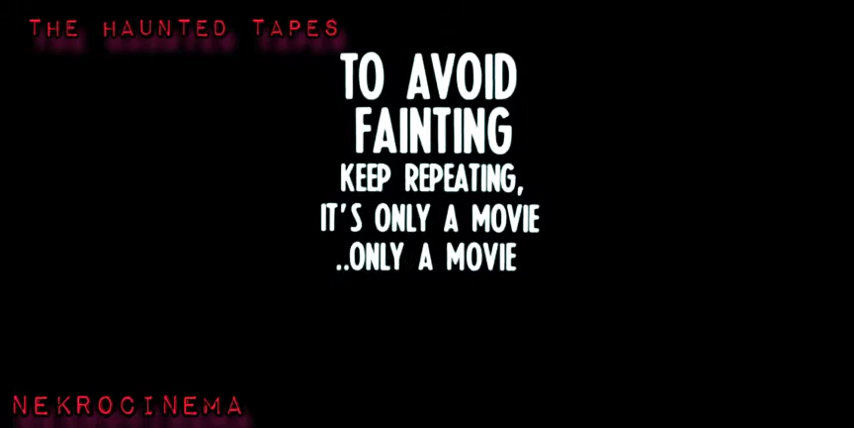 THE HAUNTED TAPES
TO AVOID
FAINTING
KEEP REPEATING,
IT'S ONLY A MOVIE
..ONLY A MOVIE
NEKROCINEMA